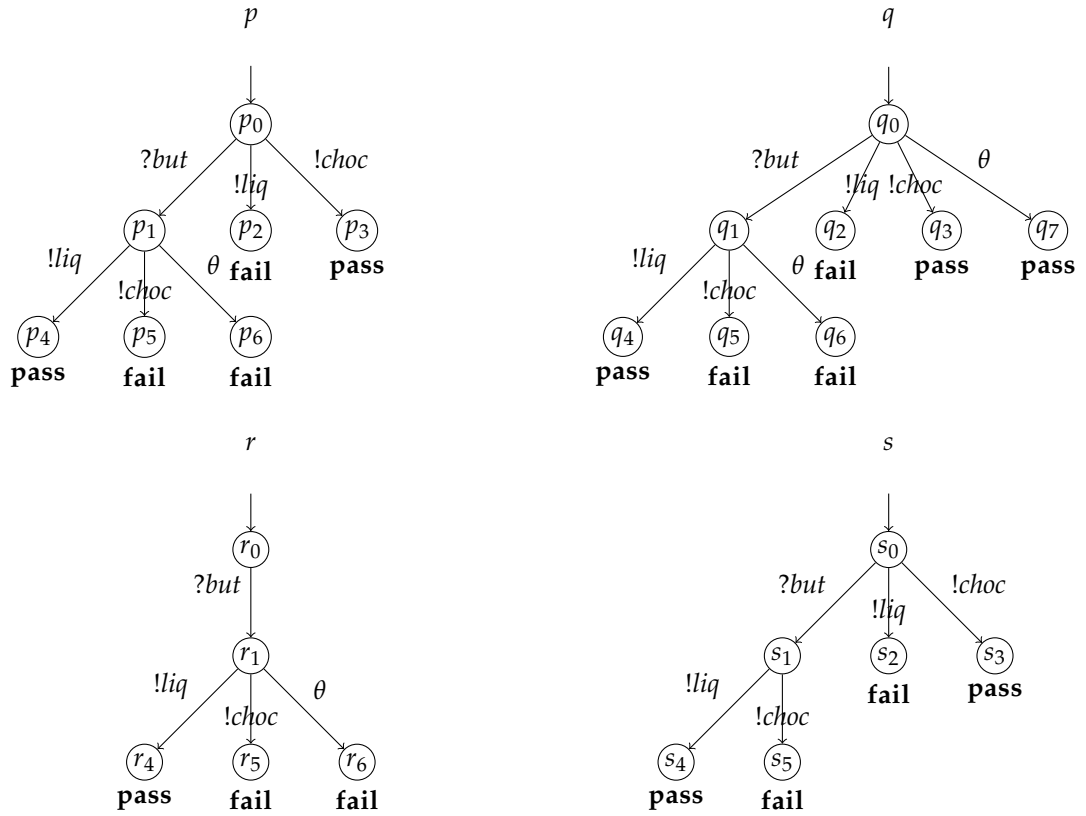 p q
p0 q0
?but !liq !choc ?but !liq !choc θ
p1 p2 p3 q1 q2 q3 q7
fail pass fail pass pass
!liq !choc θ !liq !choc θ
p4 p5 p6 q4 q5 q6
pass fail fail pass fail fail
r s
r0 s0
?but ?but !liq !choc
r1 s1 s2 s3
fail pass
!liq !choc θ !liq !choc
r4 r5 r6 s4 s5
pass fail fail pass fail